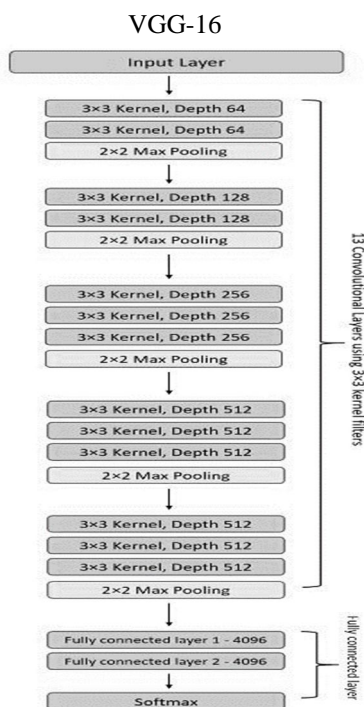 VGG-16
Input Layer
3×3 Kernel, Depth 64
3×3 Kernel, Depth 64
2×2 Max Pooling
3×3 Kernel, Depth 128
3×3 Kernel, Depth 128
2×2 Max Pooling
3×3 Kernel, Depth 256
3×3 Kernel, Depth 256
3×3 Kernel, Depth 256
2×2 Max Pooling
3×3 Kernel, Depth 512
3×3 Kernel, Depth 512
3×3 Kernel, Depth 512
2×2 Max Pooling
3×3 Kernel, Depth 512
3×3 Kernel, Depth 512
3×3 Kernel, Depth 512
2×2 Max Pooling
13 Convolutional Layers using 3×3 kernel filters
Fully connected layer 1 - 4096
Fully connected layer 2 - 4096
Softmax
Fully connected layer